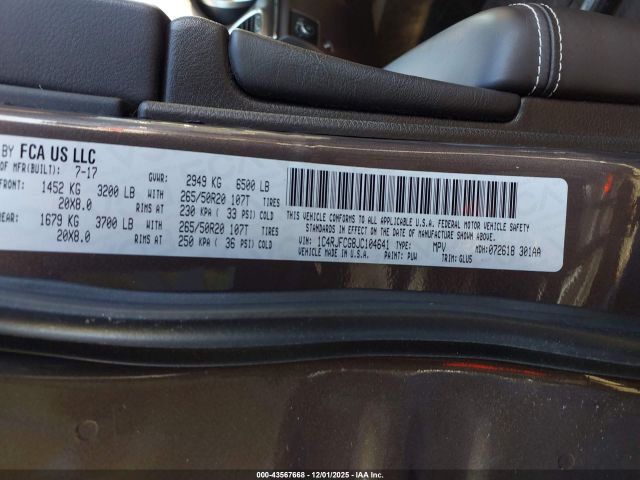 BY FCA US LLC
OF MFR(BUILT): 7-17 GVWR: 2949 KG 6500 LB
FRONT: 1452 KG 3200 LB WITH 265/50R20 107T TIRES
20X8.0 RIMS AT 230 KPA ( 33 PSI) COLD
REAR: 1679 KG 3700 LB WITH 265/50R20 107T TIRES
20X8.0 RIMS AT 250 KPA ( 36 PSI) COLD
THIS VEHICLE CONFORMS TO ALL APPLICABLE U.S.A. FEDERAL MOTOR VEHICLE SAFETY
STANDARDS IN EFFECT ON THE DATE OF MANUFACTURE SHOWN ABOVE.
VIN: 1C4RJFCG8JC104641 TYPE: MPV MDH:072618 301AA
VEHICLE MADE IN U.S.A. PAINT: PUW TRIM: GLUS
000-43567668 - 12/01/2025 - IAAI.COM